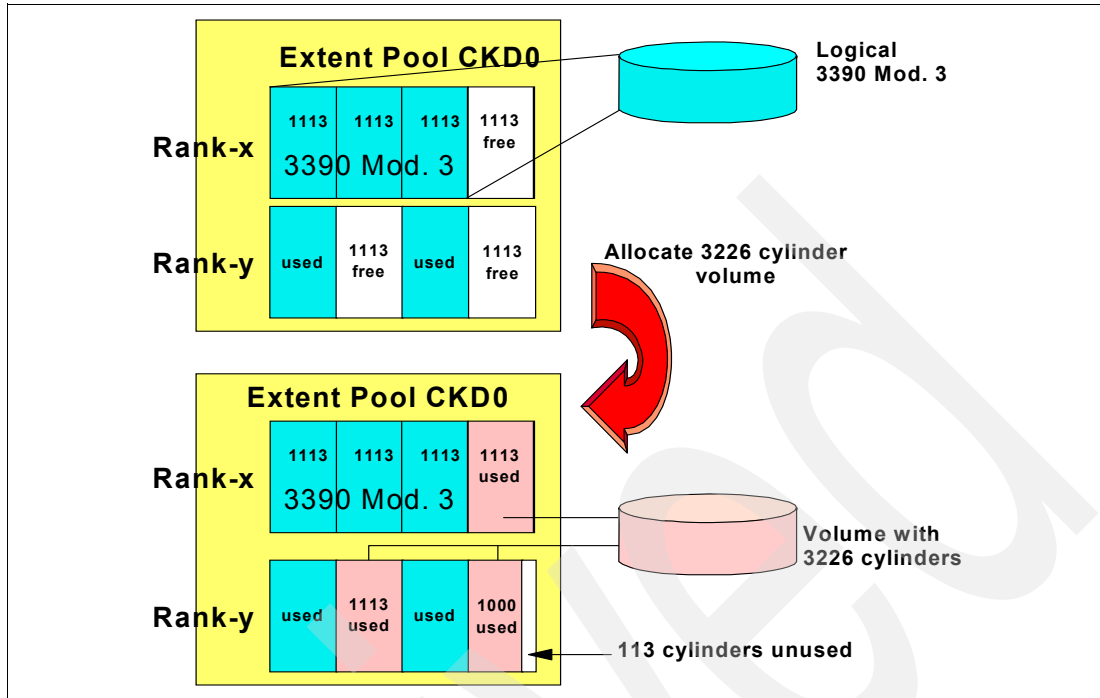 Extent Pool CKD0
Logical
3390 Mod. 3
Rank-x
1113 1113 1113 1113
free
3390 Mod. 3
Rank-y
used 1113
free used 1113
free
Allocate 3226 cylinder
volume
Extent Pool CKD0
Rank-x
1113 1113 1113 1113
used
3390 Mod. 3
Volume with
3226 cylinders
Rank-y
used 1113
used used 1000
used
113 cylinders unused